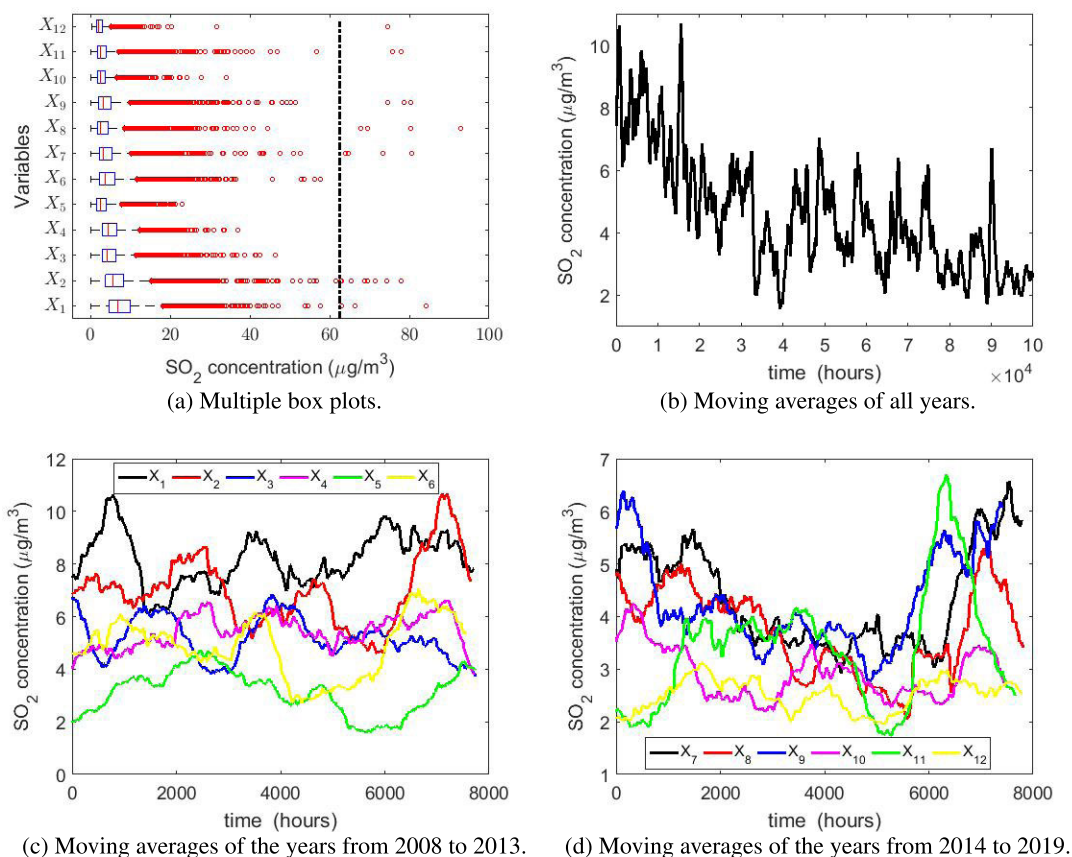 X₁₂
X₁₁
X₁₀
X₉
X₈
X₇
X₆
X₅
X₄
X₃
X₂
X₁
Variables
0 20 40 60 80 100
SO₂ concentration (μg/m³)
(a) Multiple box plots.
10
8
6
4
2
SO₂ concentration (μg/m³)
0 1 2 3 4 5 6 7 8 9 10
time (hours)
×10⁴
(b) Moving averages of all years.
12
10
8
6
4
2
0
SO₂ concentration (μg/m³)
X₁ X₂ X₃ X₄ X₅ X₆
0 2000 4000 6000 8000
time (hours)
(c) Moving averages of the years from 2008 to 2013.
7
6
5
4
3
2
1
SO₂ concentration (μg/m³)
X₇ X₈ X₉ X₁₀ X₁₁ X₁₂
0 2000 4000 6000 8000
time (hours)
(d) Moving averages of the years from 2014 to 2019.